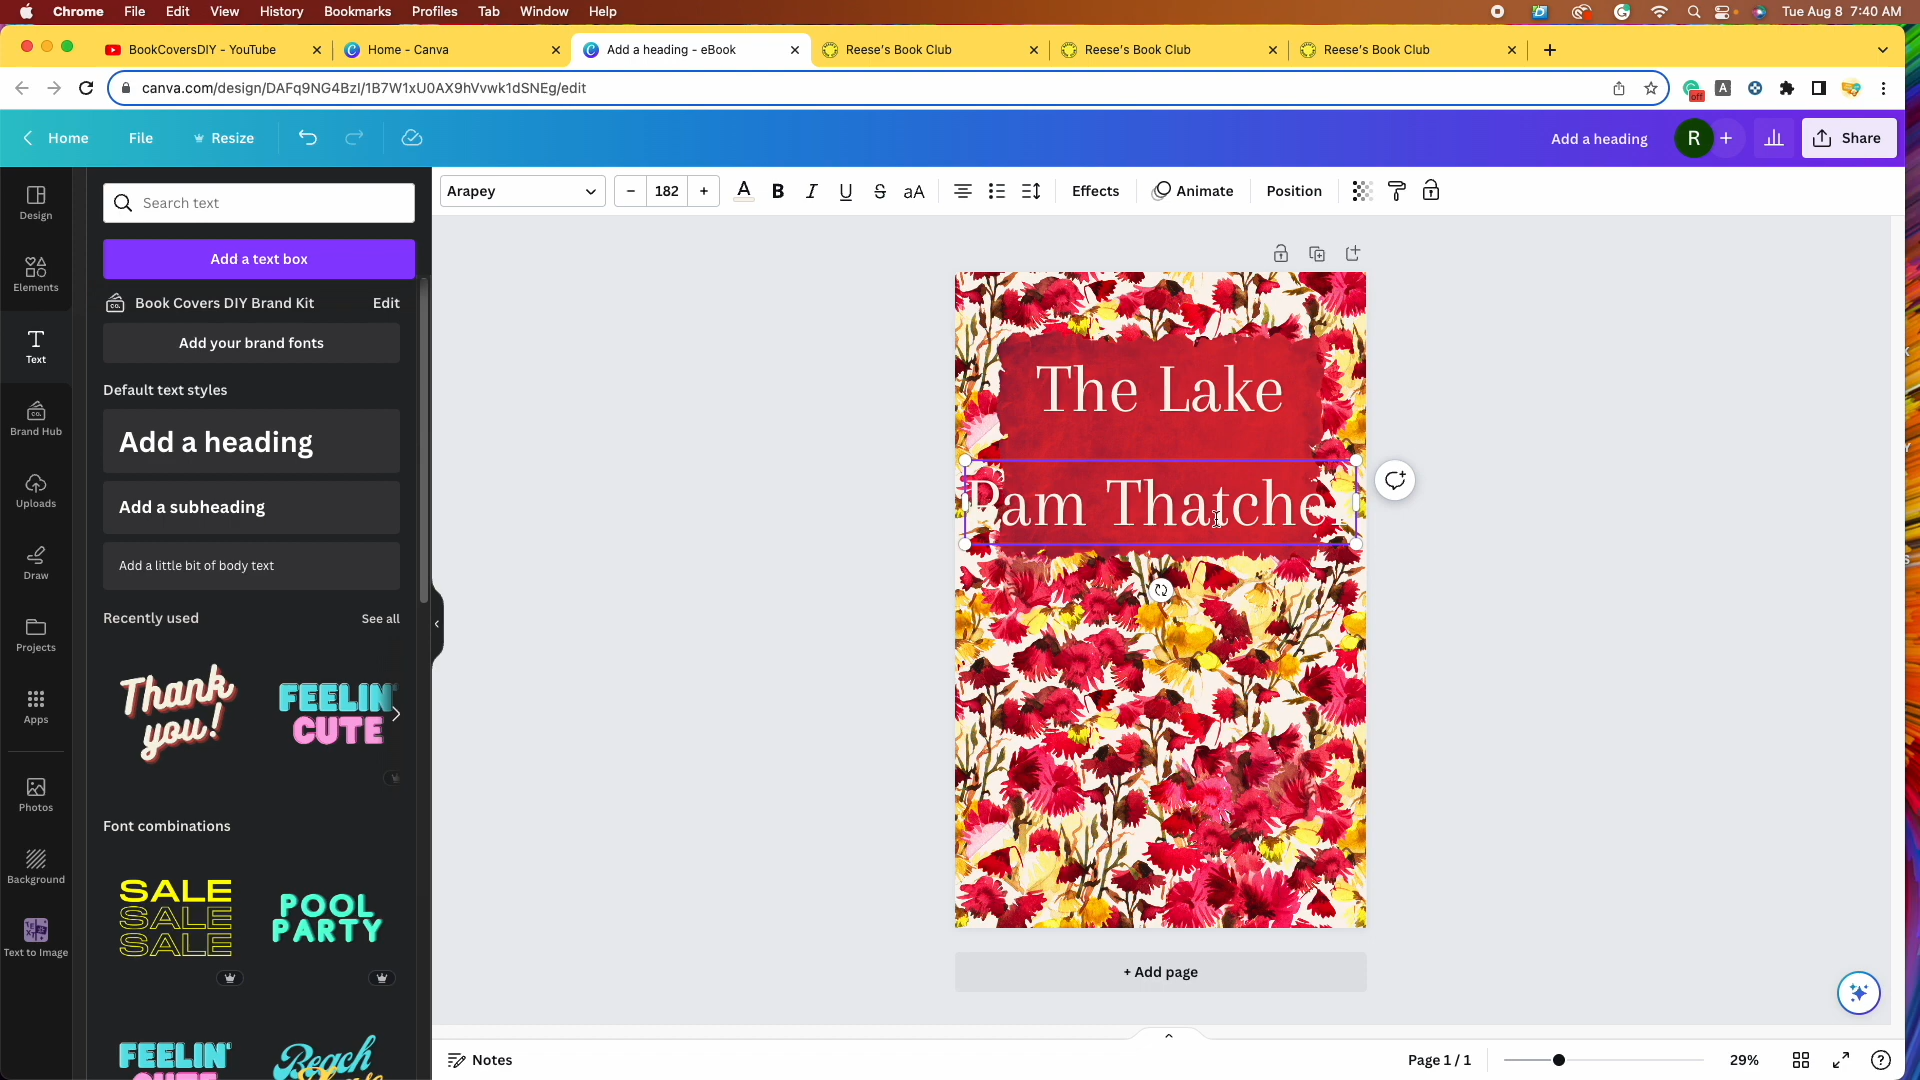 Chrome File Edit View History Bookmarks Profiles Tab Window Help Tue Aug 8 7:40 AM
BookCoversDIY - YouTube Home - Canva Add a heading - eBook Reese's Book Club Reese's Book Club Reese's Book Club
canva.com/design/DAFq9NG4BzI/1B7W1xU0AX9hVvwk1dSNEg/edit
off A
Home File Resize Add a heading R + Share
Arapey - 182 + A B I U S aA Effects Animate Position
Design
Elements
Text
Brand Hub
Uploads
Draw
Projects
Apps
Photos
Background
Text to Image
Search text
Add a text box
Book Covers DIY Brand Kit Edit
Add your brand fonts
Default text styles
Add a heading
Add a subheading
Add a little bit of body text
Recently used See all
Thank you!
FEELIN' CUTE
Font combinations
SALE
SALE
SALE
POOL
PARTY
FEELIN'
Beach
The Lake
Pam Thatcher
+ Add page
Notes Page 1 / 1 29%